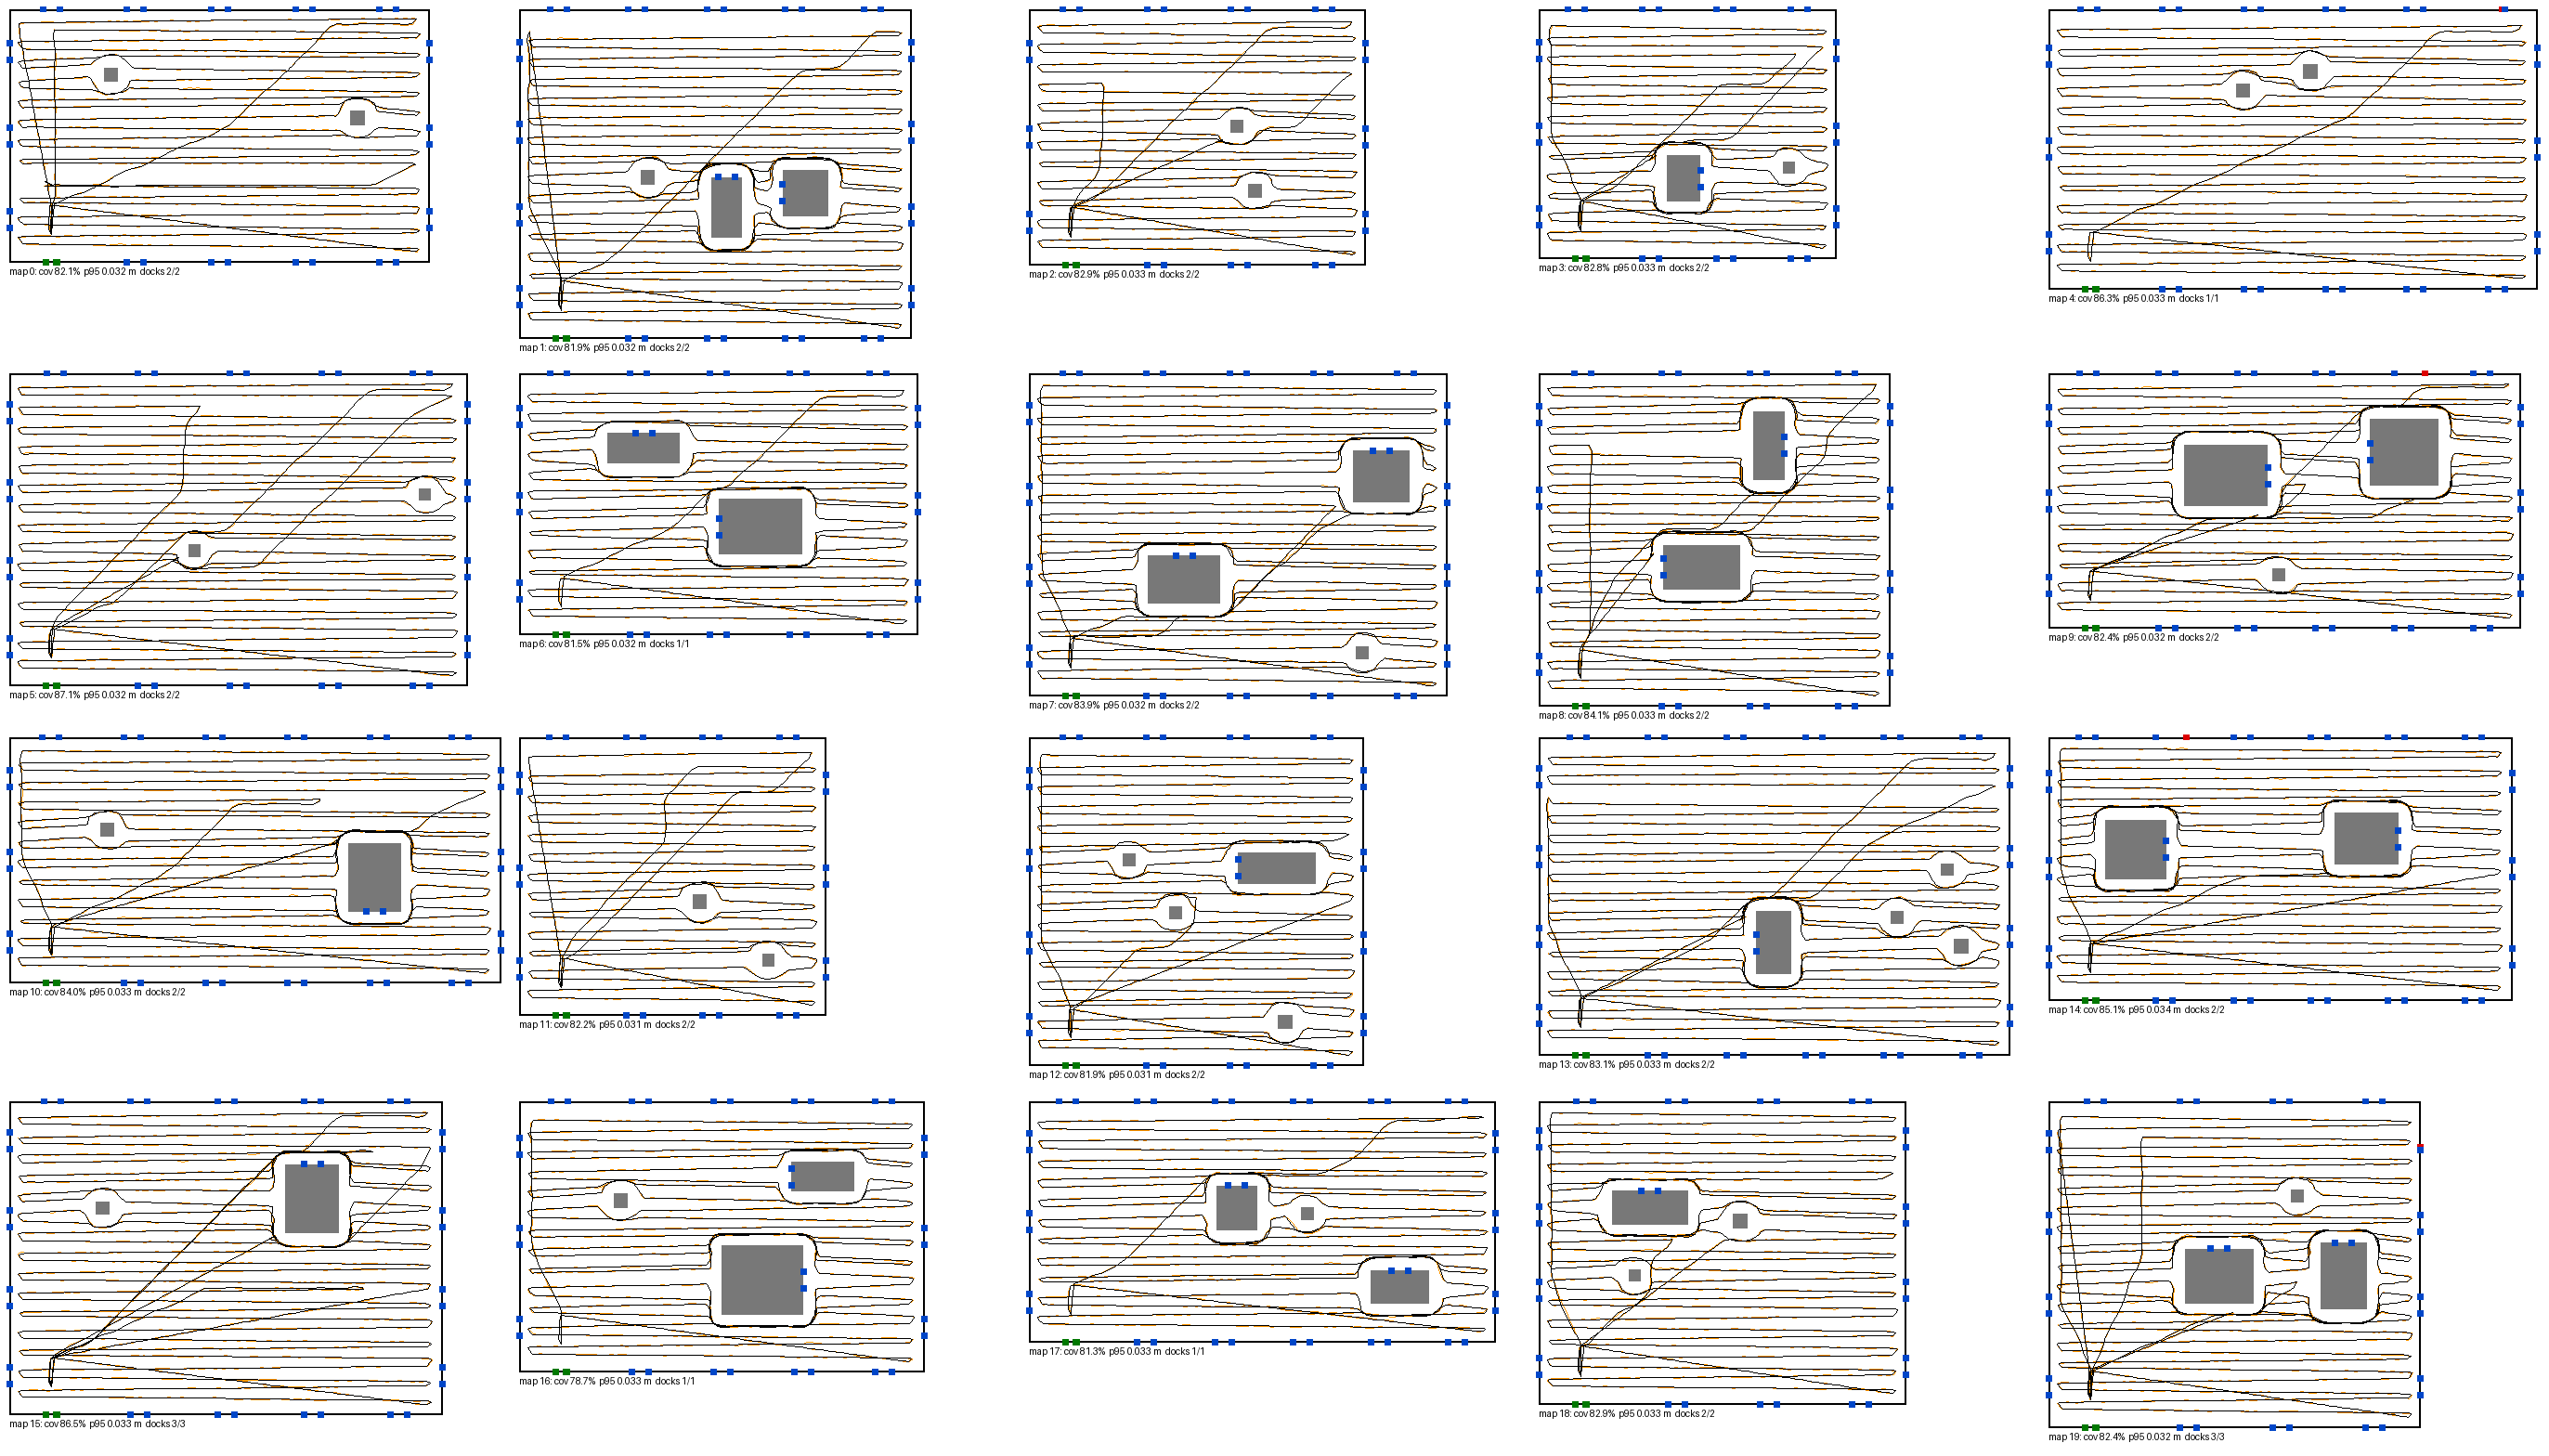 map 0: cov 82.1% p95 0.032 m docks 2/2
map 1: cov 81.9% p95 0.032 m docks 2/2
map 2: cov 82.9% p95 0.033 m docks 2/2
map 3: cov 82.8% p95 0.033 m docks 2/2
map 4: cov 86.3% p95 0.033 m docks 1/1
map 5: cov 87.1% p95 0.032 m docks 2/2
map 6: cov 81.5% p95 0.032 m docks 1/1
map 7: cov 83.9% p95 0.032 m docks 2/2
map 8: cov 84.1% p95 0.033 m docks 2/2
map 9: cov 82.4% p95 0.032 m docks 2/2
map 10: cov 84.0% p95 0.033 m docks 2/2
map 11: cov 82.2% p95 0.031 m docks 2/2
map 12: cov 81.9% p95 0.031 m docks 2/2
map 13: cov 83.1% p95 0.033 m docks 2/2
map 14: cov 85.1% p95 0.034 m docks 2/2
map 15: cov 86.5% p95 0.033 m docks 3/3
map 16: cov 78.7% p95 0.033 m docks 1/1
map 17: cov 81.3% p95 0.033 m docks 1/1
map 18: cov 82.9% p95 0.033 m docks 2/2
map 19: cov 82.4% p95 0.032 m docks 3/3